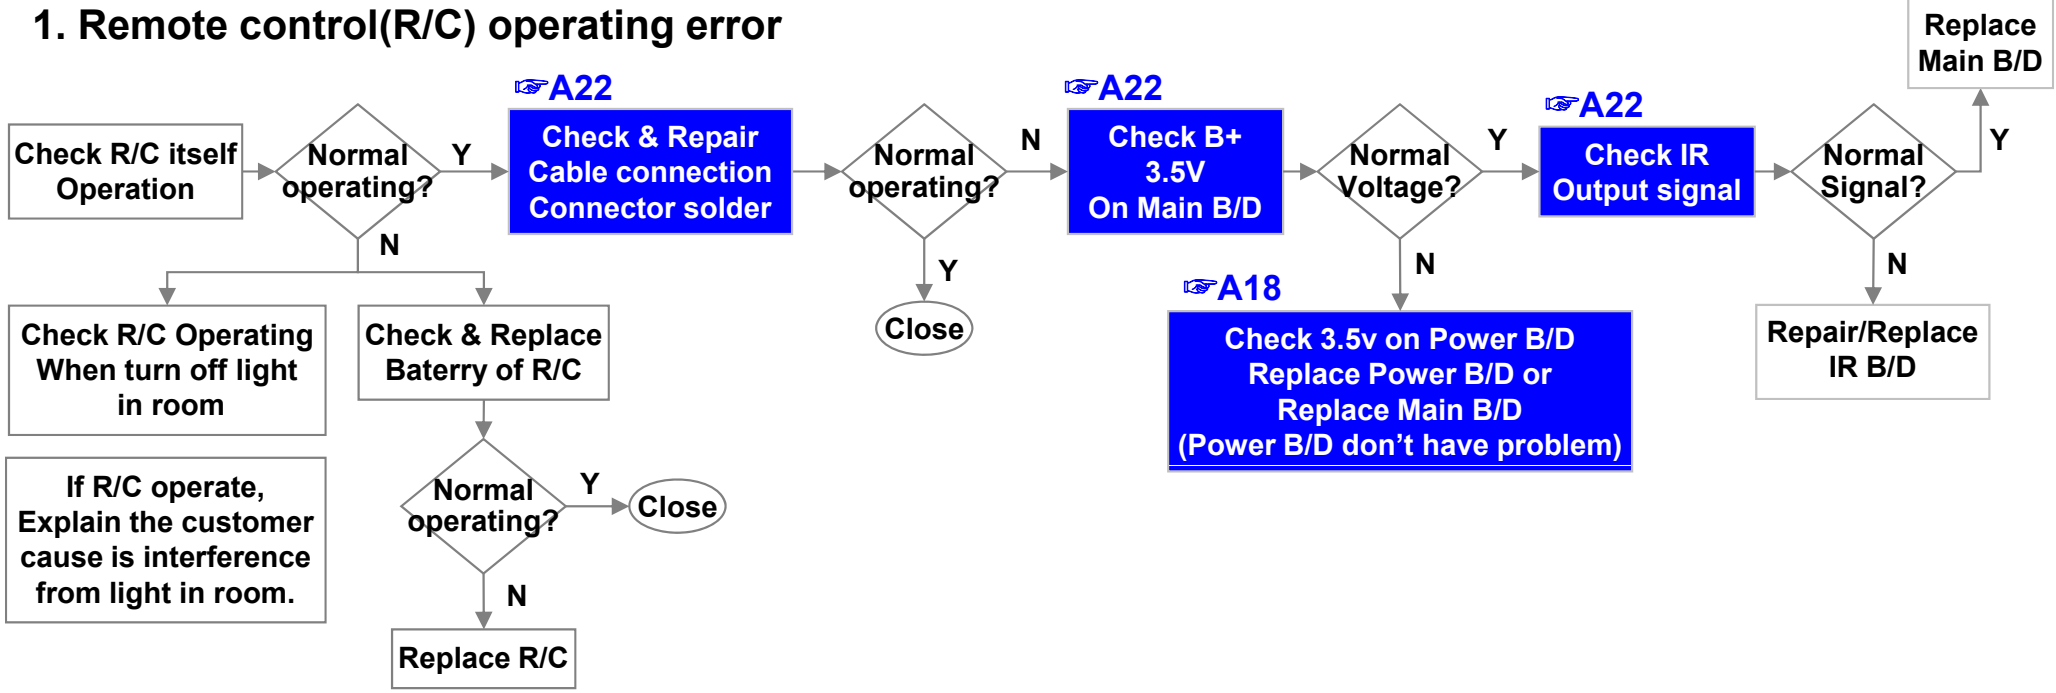 1. Remote control(R/C) operating error
Replace
Main B/D
☞A22
☞A22
☞A22
Check R/C itself
Operation
Normal
operating?
Y
Check & Repair
Cable connection
Connector solder
Normal
operating?
N
Check B+
3.5V
On Main B/D
Normal
Voltage?
Y
Check IR
Output signal
Normal
Signal?
Y
N
Y
N
N
Close
☞A18
Check R/C Operating
When turn off light
in room
Check & Replace
Baterry of R/C
Check 3.5v on Power B/D
Replace Power B/D or
Replace Main B/D
(Power B/D don't have problem)
Repair/Replace
IR B/D
If R/C operate,
Explain the customer
cause is interference
from light in room.
Normal
operating?
Y
Close
N
Replace R/C